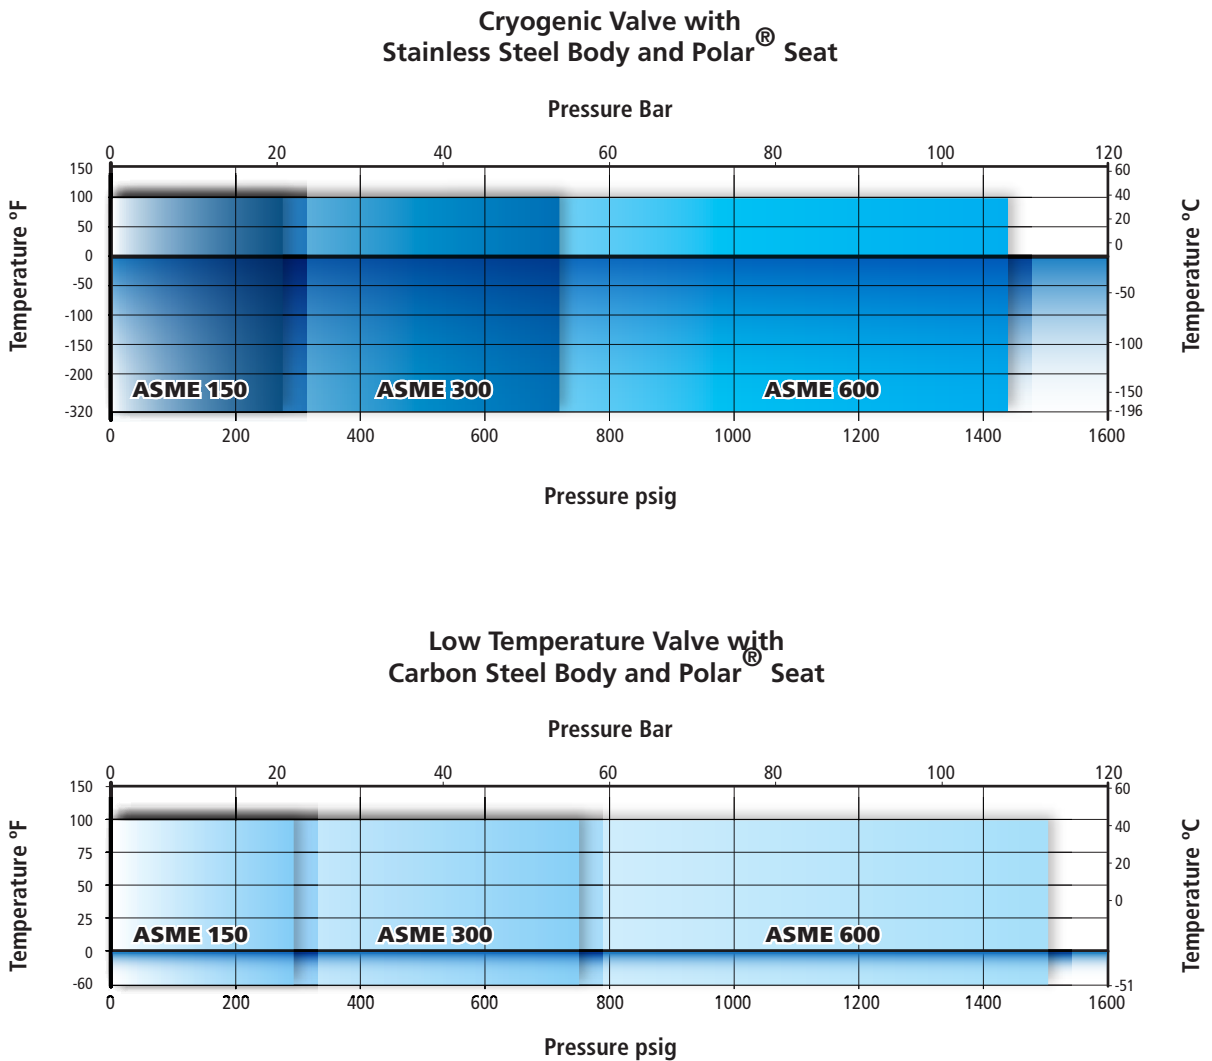 Cryogenic Valve with
Stainless Steel Body and Polar® Seat
Pressure Bar
0 20 40 60 80 100 120
150 60
100 40
50 20
0 0
-50 -50
-100 -100
-150
-200 -150
-320 -196
Temperature ºF
Temperature ºC
ASME 150 ASME 300 ASME 600
0 200 400 600 800 1000 1200 1400 1600
Pressure psig
Low Temperature Valve with
Carbon Steel Body and Polar® Seat
Pressure Bar
0 20 40 60 80 100 120
150 60
100 40
75 20
50 0
25
0
-60 -51
Temperature ºF
Temperature ºC
ASME 150 ASME 300 ASME 600
0 200 400 600 800 1000 1200 1400 1600
Pressure psig